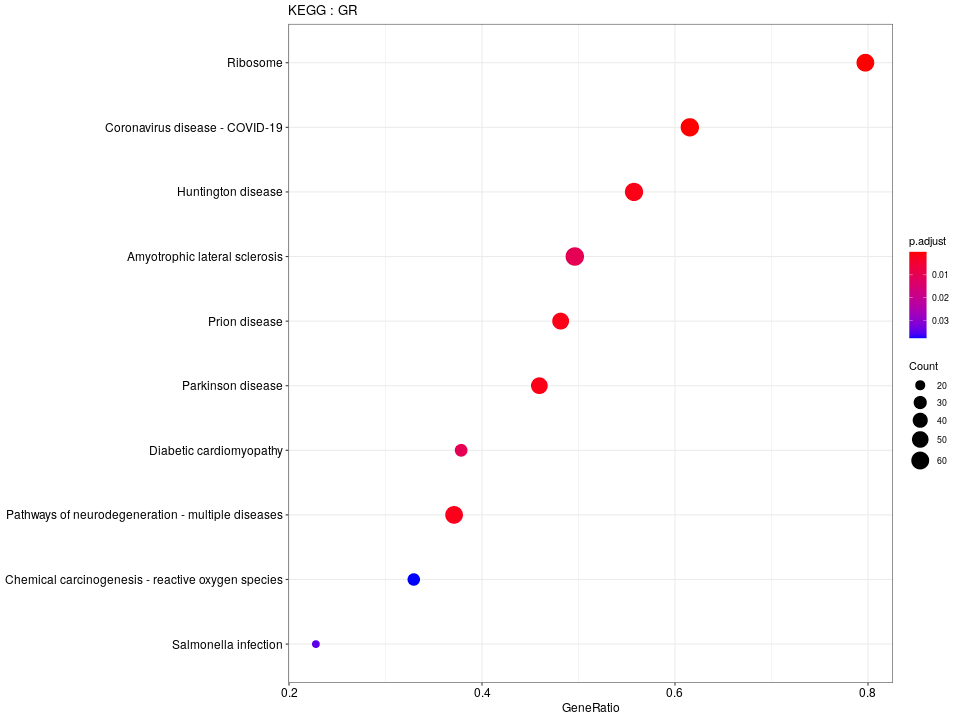 KEGG : GR
Ribosome
Coronavirus disease - COVID-19
Huntington disease
Amyotrophic lateral sclerosis
Prion disease
Parkinson disease
Diabetic cardiomyopathy
Pathways of neurodegeneration - multiple diseases
Chemical carcinogenesis - reactive oxygen species
Salmonella infection
0.2 0.4 0.6 0.8
GeneRatio
p.adjust
0.01
0.02
0.03
Count
20
30
40
50
60